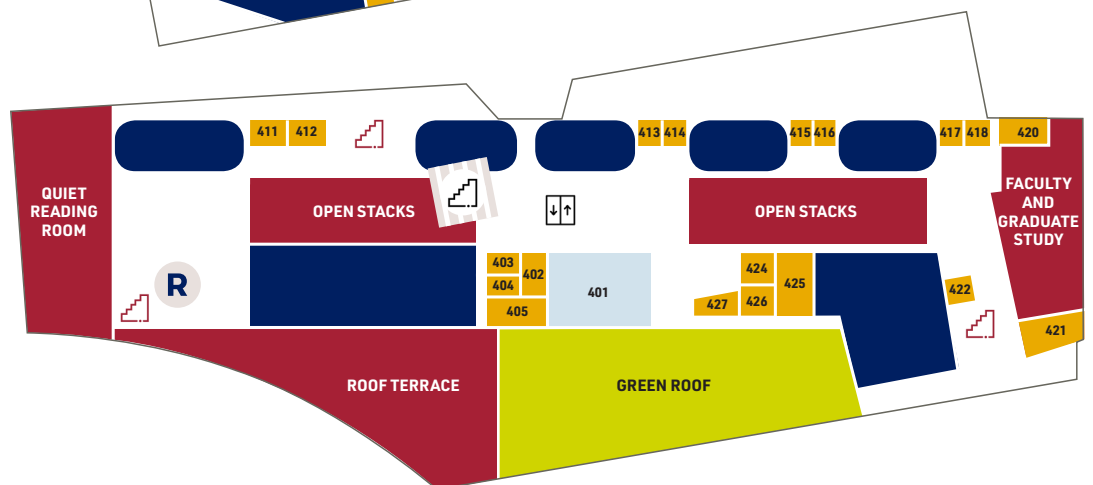 411
412
413
414
415
416
417
418
420
QUIET
READING
ROOM
OPEN STACKS
OPEN STACKS
FACULTY
AND
GRADUATE
STUDY
R
403
402
404
405
401
424
425
426
427
422
421
ROOF TERRACE
GREEN ROOF